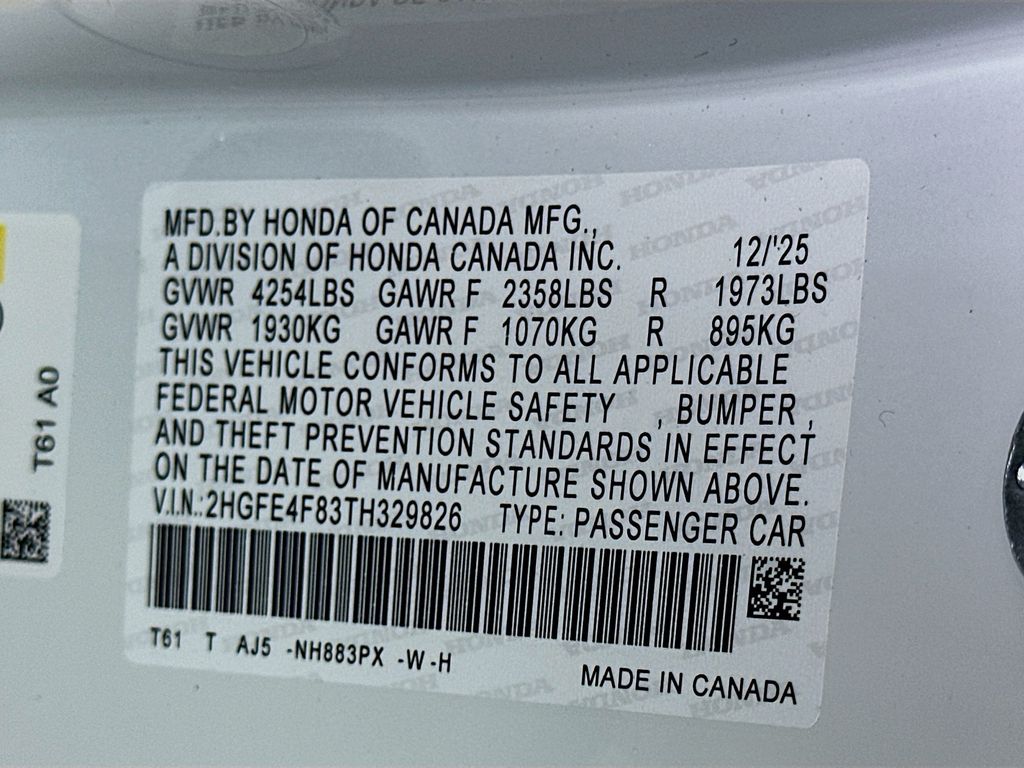 MFD.BY HONDA OF CANADA MFG.,
A DIVISION OF HONDA CANADA INC. 12/'25
GVWR 4254LBS GAWR F 2358LBS R 1973LBS
GVWR 1930KG GAWR F 1070KG R 895KG
THIS VEHICLE CONFORMS TO ALL APPLICABLE
FEDERAL MOTOR VEHICLE SAFETY , BUMPER ,
AND THEFT PREVENTION STANDARDS IN EFFECT
ON THE DATE OF MANUFACTURE SHOWN ABOVE.
V.I.N.:2HGFE4F83TH329826 TYPE: PASSENGER CAR
T61 T AJ5 -NH883PX -W -H
MADE IN CANADA
T61 A0